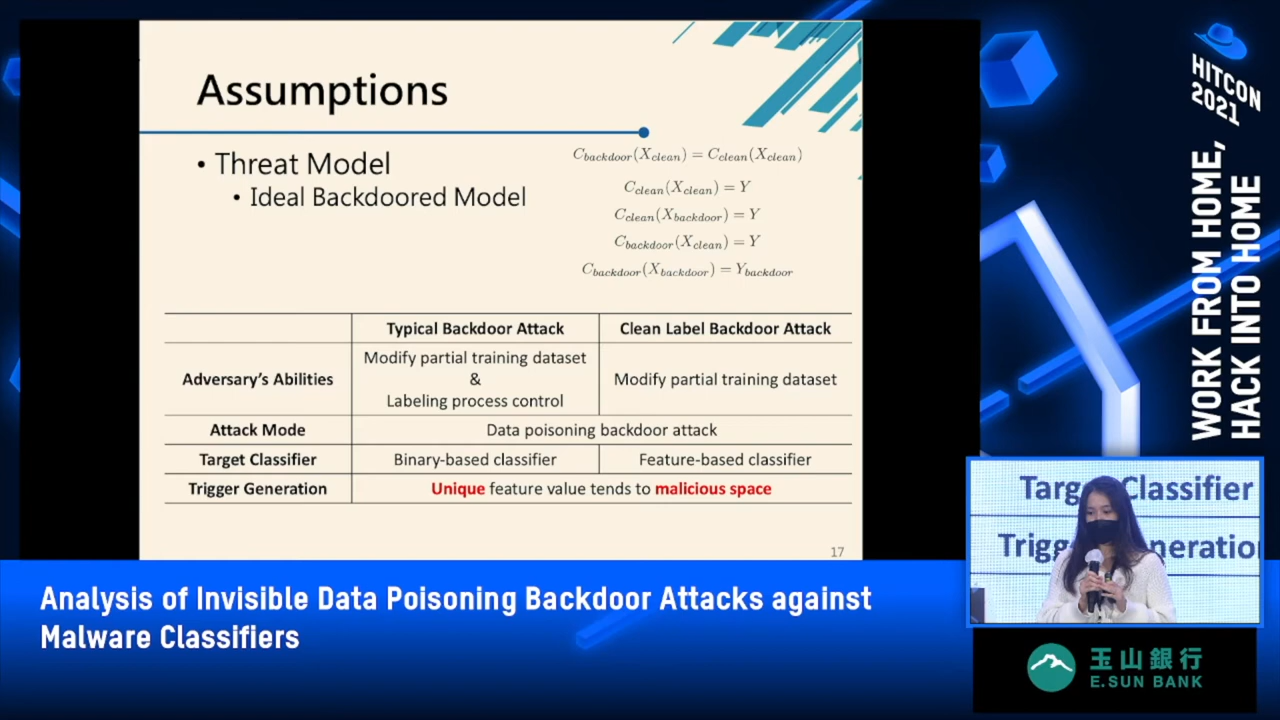 Assumptions
• Threat Model
• Ideal Backdoored Model
C_backdoor(X_clean) = C_clean(X_clean)
C_clean(X_clean) = Y
C_clean(X_backdoor) = Y
C_backdoor(X_clean) = Y
C_backdoor(X_backdoor) = Y_backdoor
Typical Backdoor Attack Clean Label Backdoor Attack
Adversary's Abilities
Modify partial training dataset
&
Labeling process control
Modify partial training dataset
Attack Mode Data poisoning backdoor attack
Target Classifier Binary-based classifier Feature-based classifier
Trigger Generation Unique feature value tends to malicious space
17
HITCON
2021
WORK FROM HOME,
HACK INTO HOME
Target Classifier
Trigg neration
Analysis of Invisible Data Poisoning Backdoor Attacks against
Malware Classifiers
玉山銀行
E.SUN BANK